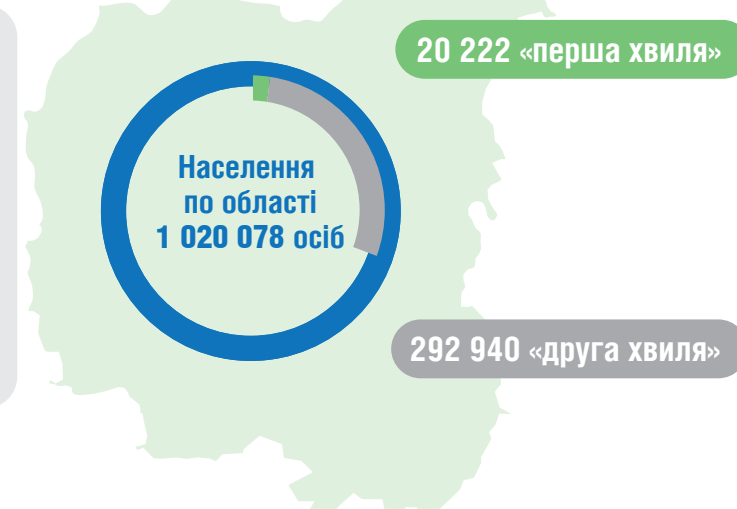 20 222 «перша хвиля»
Населення
по області
1 020 078 осіб
292 940 «друга хвиля»